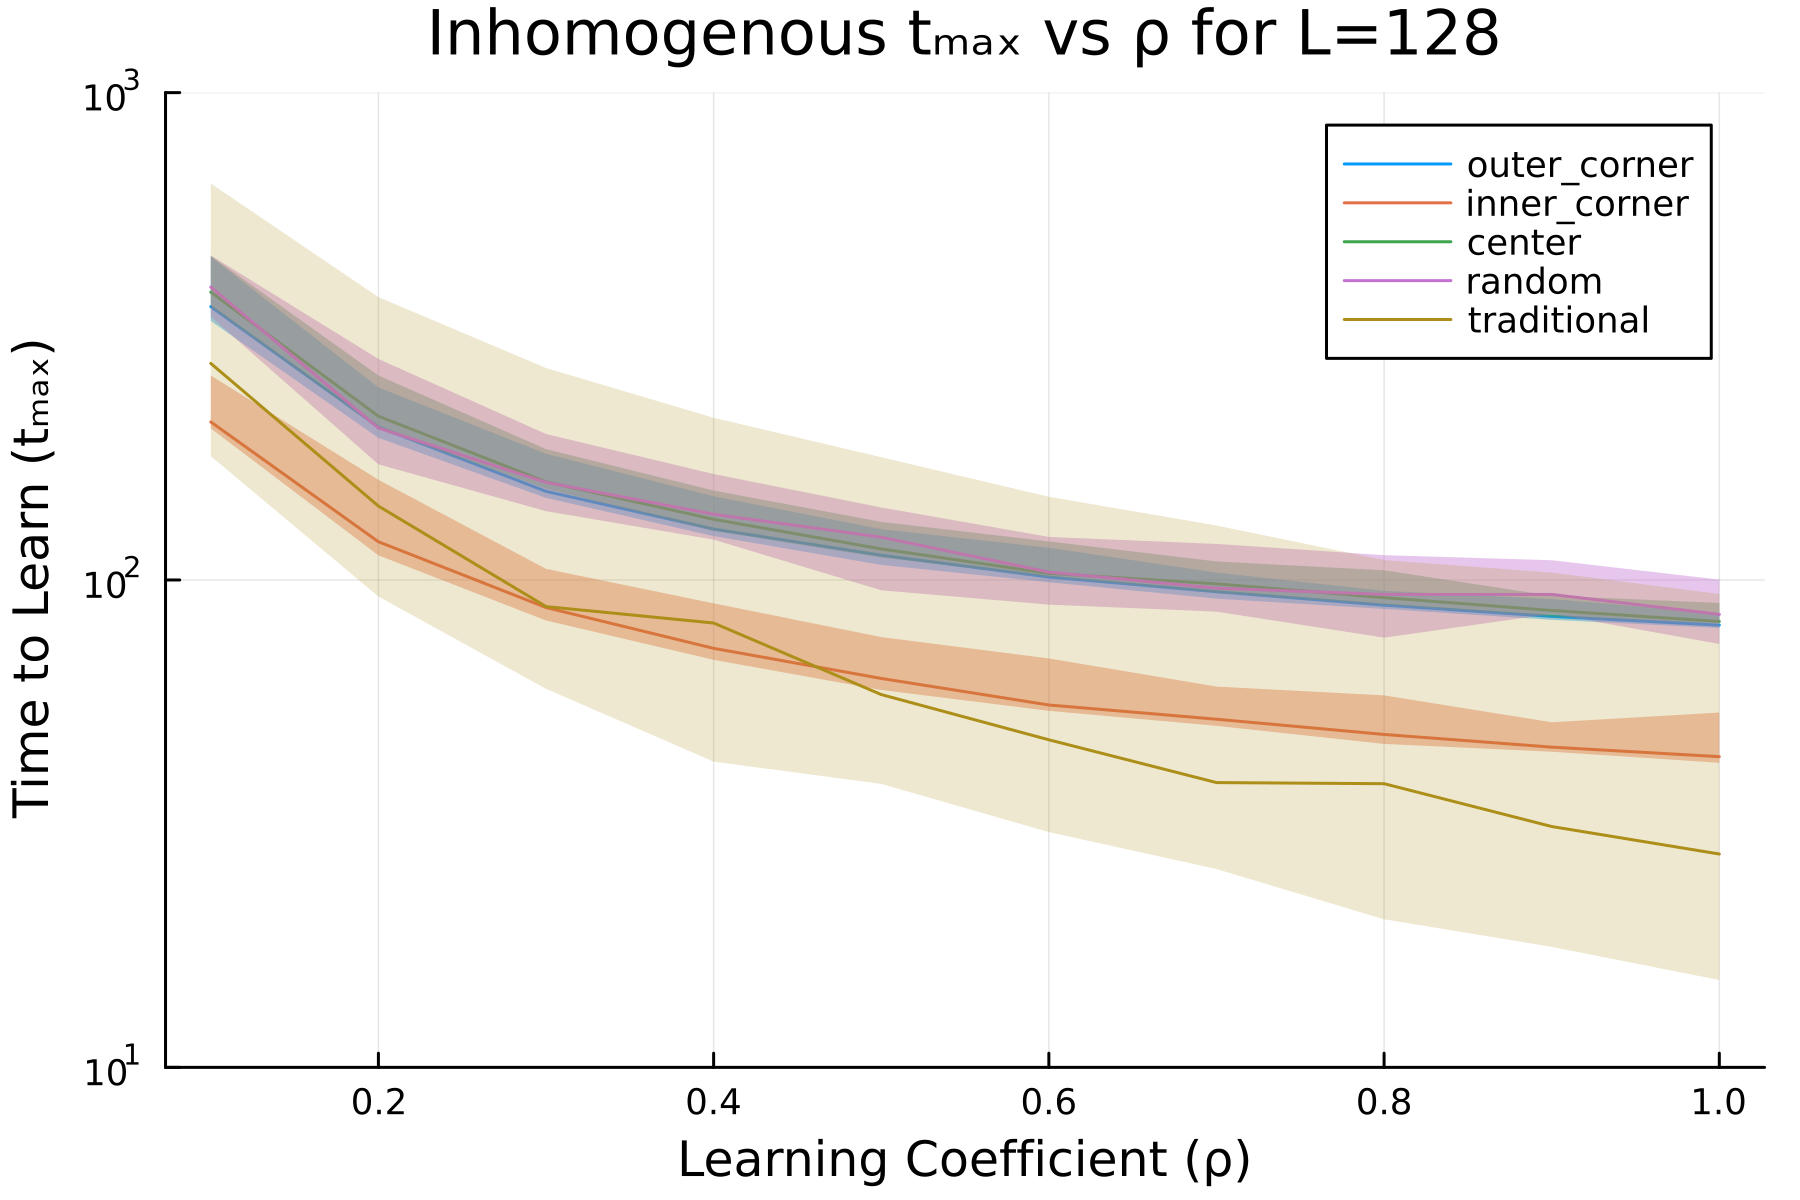 Inhomogenous tₘₐₓ vs ρ for L=128
10³
outer_corner
inner_corner
center
random
traditional
Time to Learn (tₘₐₓ)
10²
10¹
0.2 0.4 0.6 0.8 1.0
Learning Coefficient (ρ)